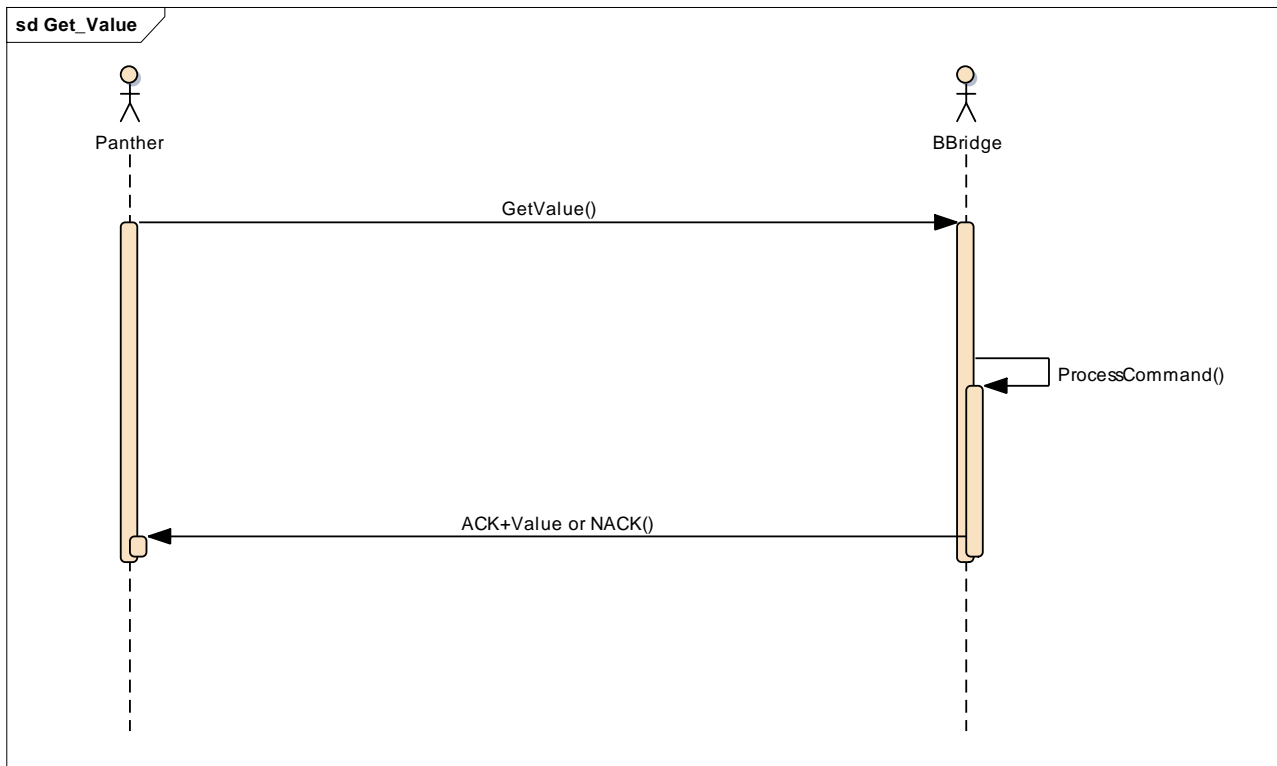 sd Get_Value
Panther
BBridge
GetValue()
ProcessCommand()
ACK+Value or NACK()